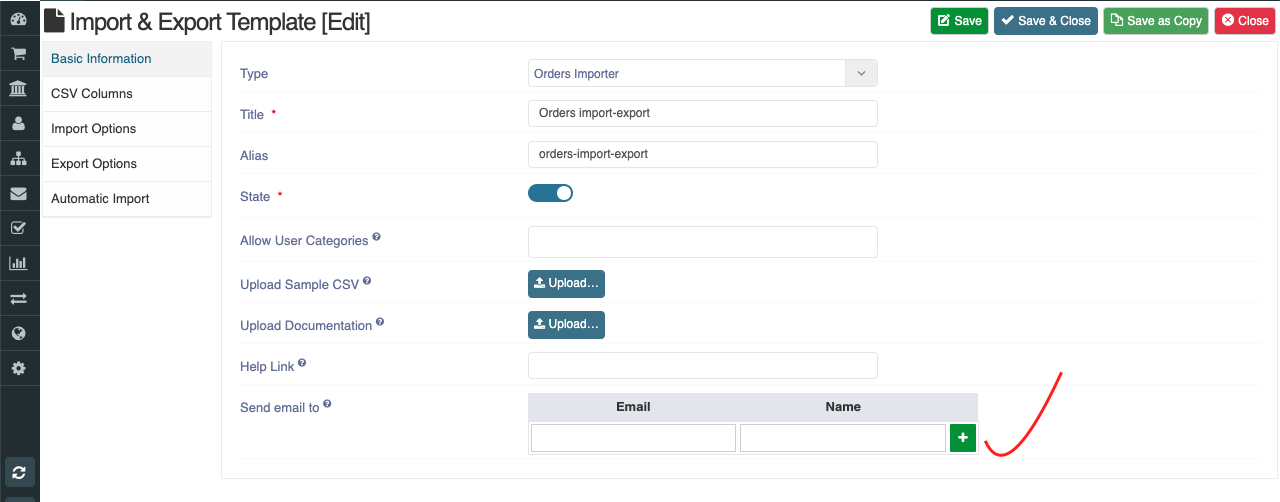 Import & Export Template [Edit]
Save
Save & Close
Save as Copy
Close
Basic Information
CSV Columns
Import Options
Export Options
Automatic Import
Type
Orders Importer
Title *
Orders import-export
Alias
orders-import-export
State *
Allow User Categories ?
Upload Sample CSV ?
Upload...
Upload Documentation ?
Upload...
Help Link ?
Send email to ?
Email Name
+